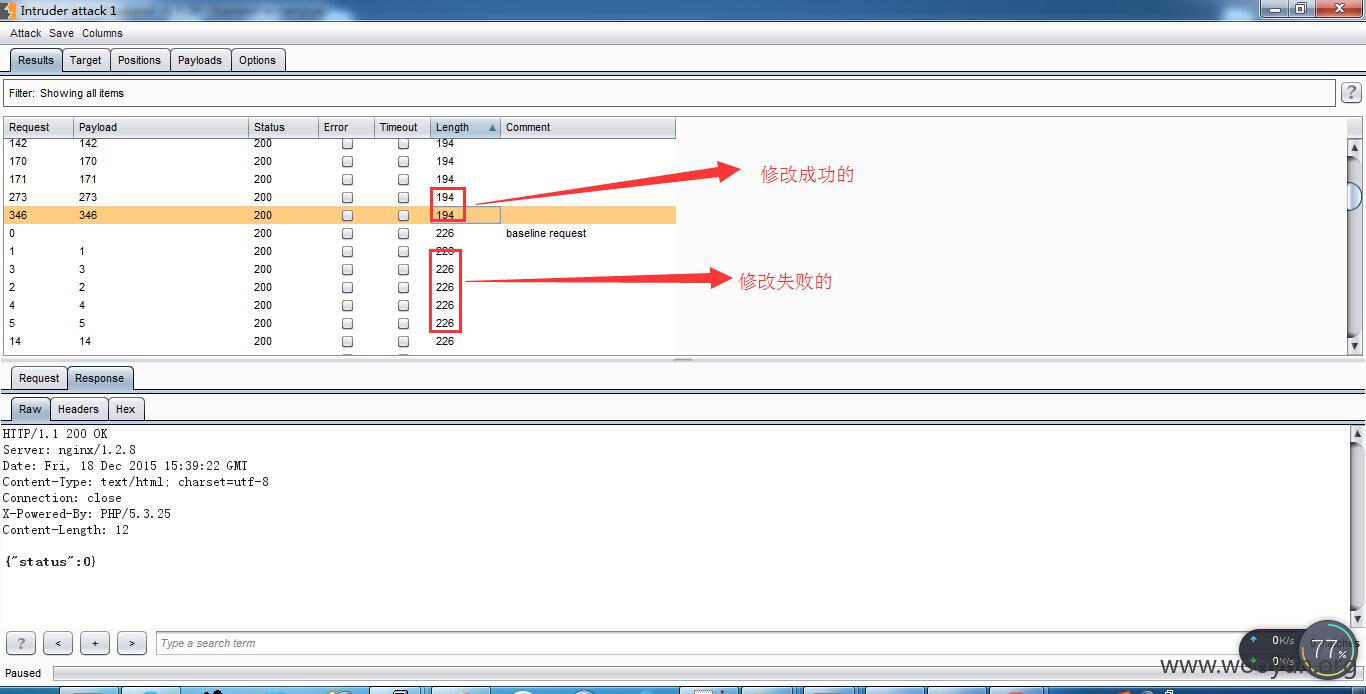 Intruder attack 1
Attack Save Columns
Results Target Positions Payloads Options
Filter: Showing all items
?
Request Payload Status Error Timeout Length Comment
142 142 200 194
170 170 200 194
171 171 200 194
273 273 200 194
修改成功的
346 346 200 194
0 200 226 baseline request
1 1 200 226
3 3 200 226
修改失败的
2 2 200 226
4 4 200 226
5 5 200 226
14 14 200 226
Request Response
Raw Headers Hex
HTTP/1.1 200 OK
Server: nginx/1.2.8
Date: Fri, 18 Dec 2015 15:39:22 GMT
Content-Type: text/html; charset=utf-8
Connection: close
X-Powered-By: PHP/5.3.25
Content-Length: 12
{"status":0}
? < + > Type a search term
0K/s
77%
0K/s
Paused
www.wooyun.org